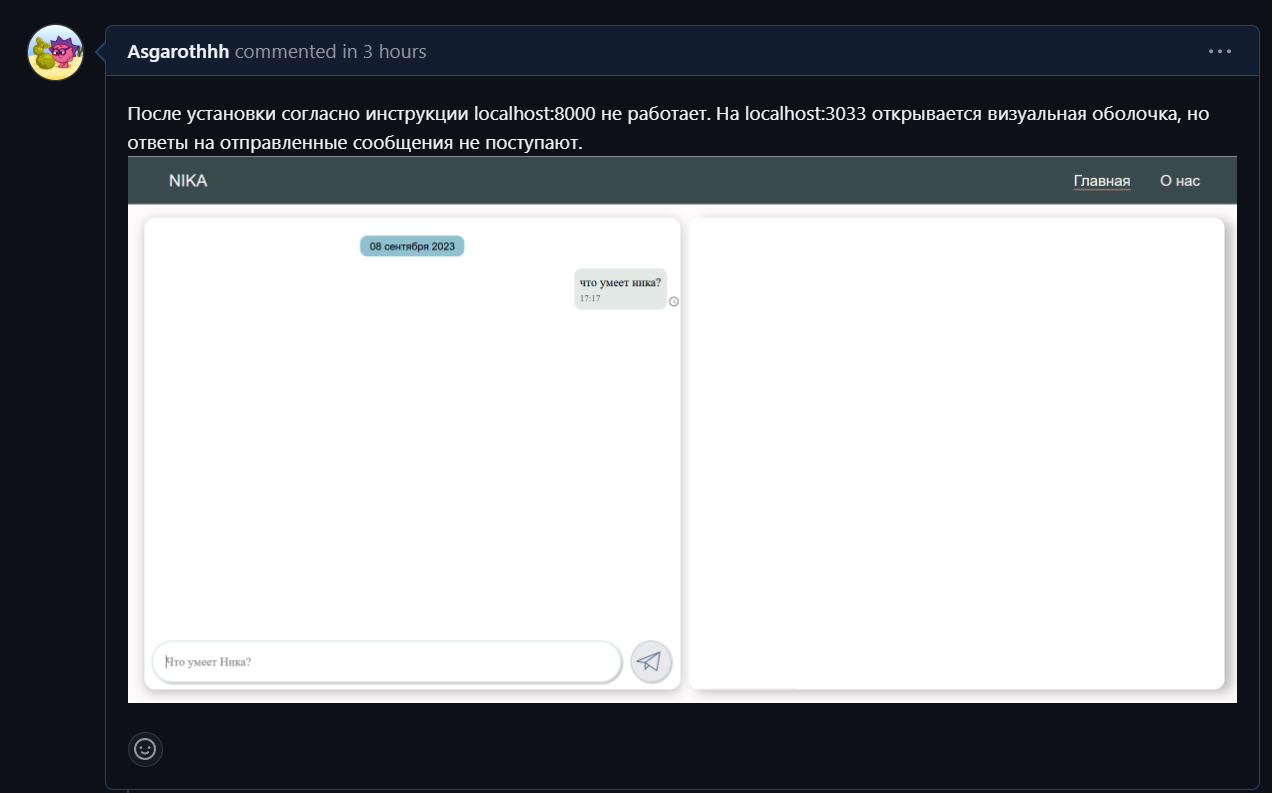 Asgarothhh commented in 3 hours
После установки согласно инструкции localhost:8000 не работает. На localhost:3033 открывается визуальная оболочка, но
ответы на отправленные сообщения не поступают.
NIKA Главная О нас
08 сентября 2023
что умеет ника?
17:17
Что умеет Ника?